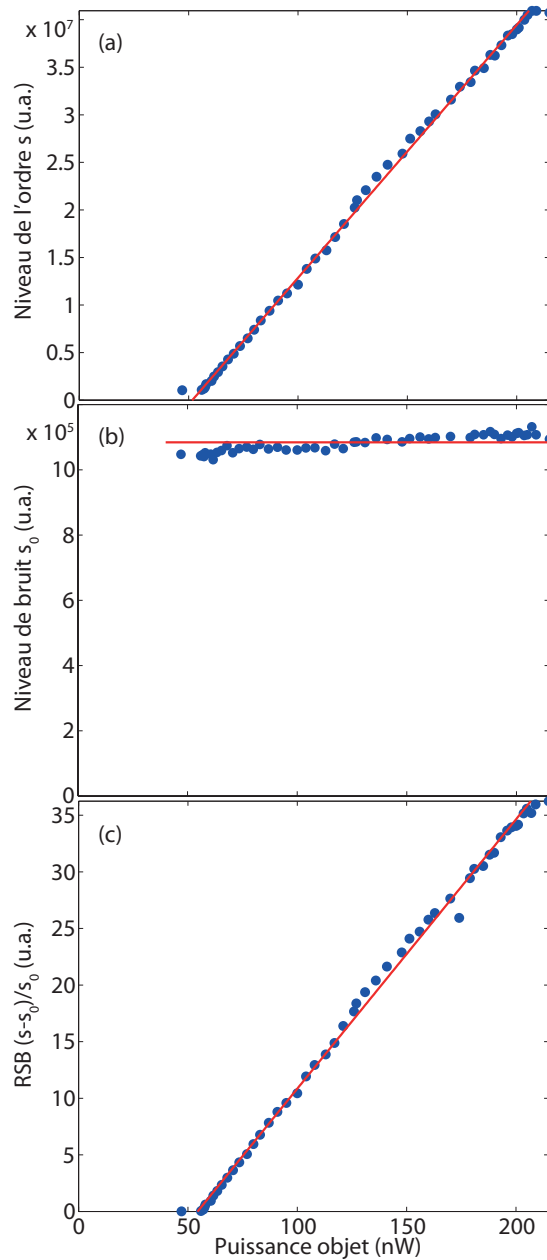 x 10⁷
(a)
3.5
3
2.5
2
1.5
1
0.5
0
Niveau de l'ordre s (u.a.)
x 10⁵
(b)
10
8
6
4
2
0
Niveau de bruit s₀ (u.a.)
(c)
35
30
25
20
15
10
5
0
RSB (s-s₀)/s₀ (u.a.)
0 50 100 150 200
Puissance objet (nW)